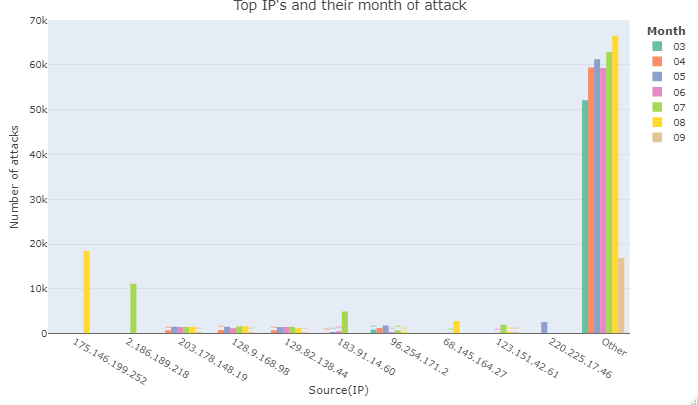 Top IP's and their month of attack
Month
03
04
05
06
07
08
09
Number of attacks
70k
60k
50k
40k
30k
20k
10k
0
175.146.199.252
2.186.189.218
203.178.148.19
128.9.168.98
129.82.138.44
183.91.14.60
96.254.171.2
68.145.164.27
123.151.42.61
220.225.17.46
Other
Source(IP)